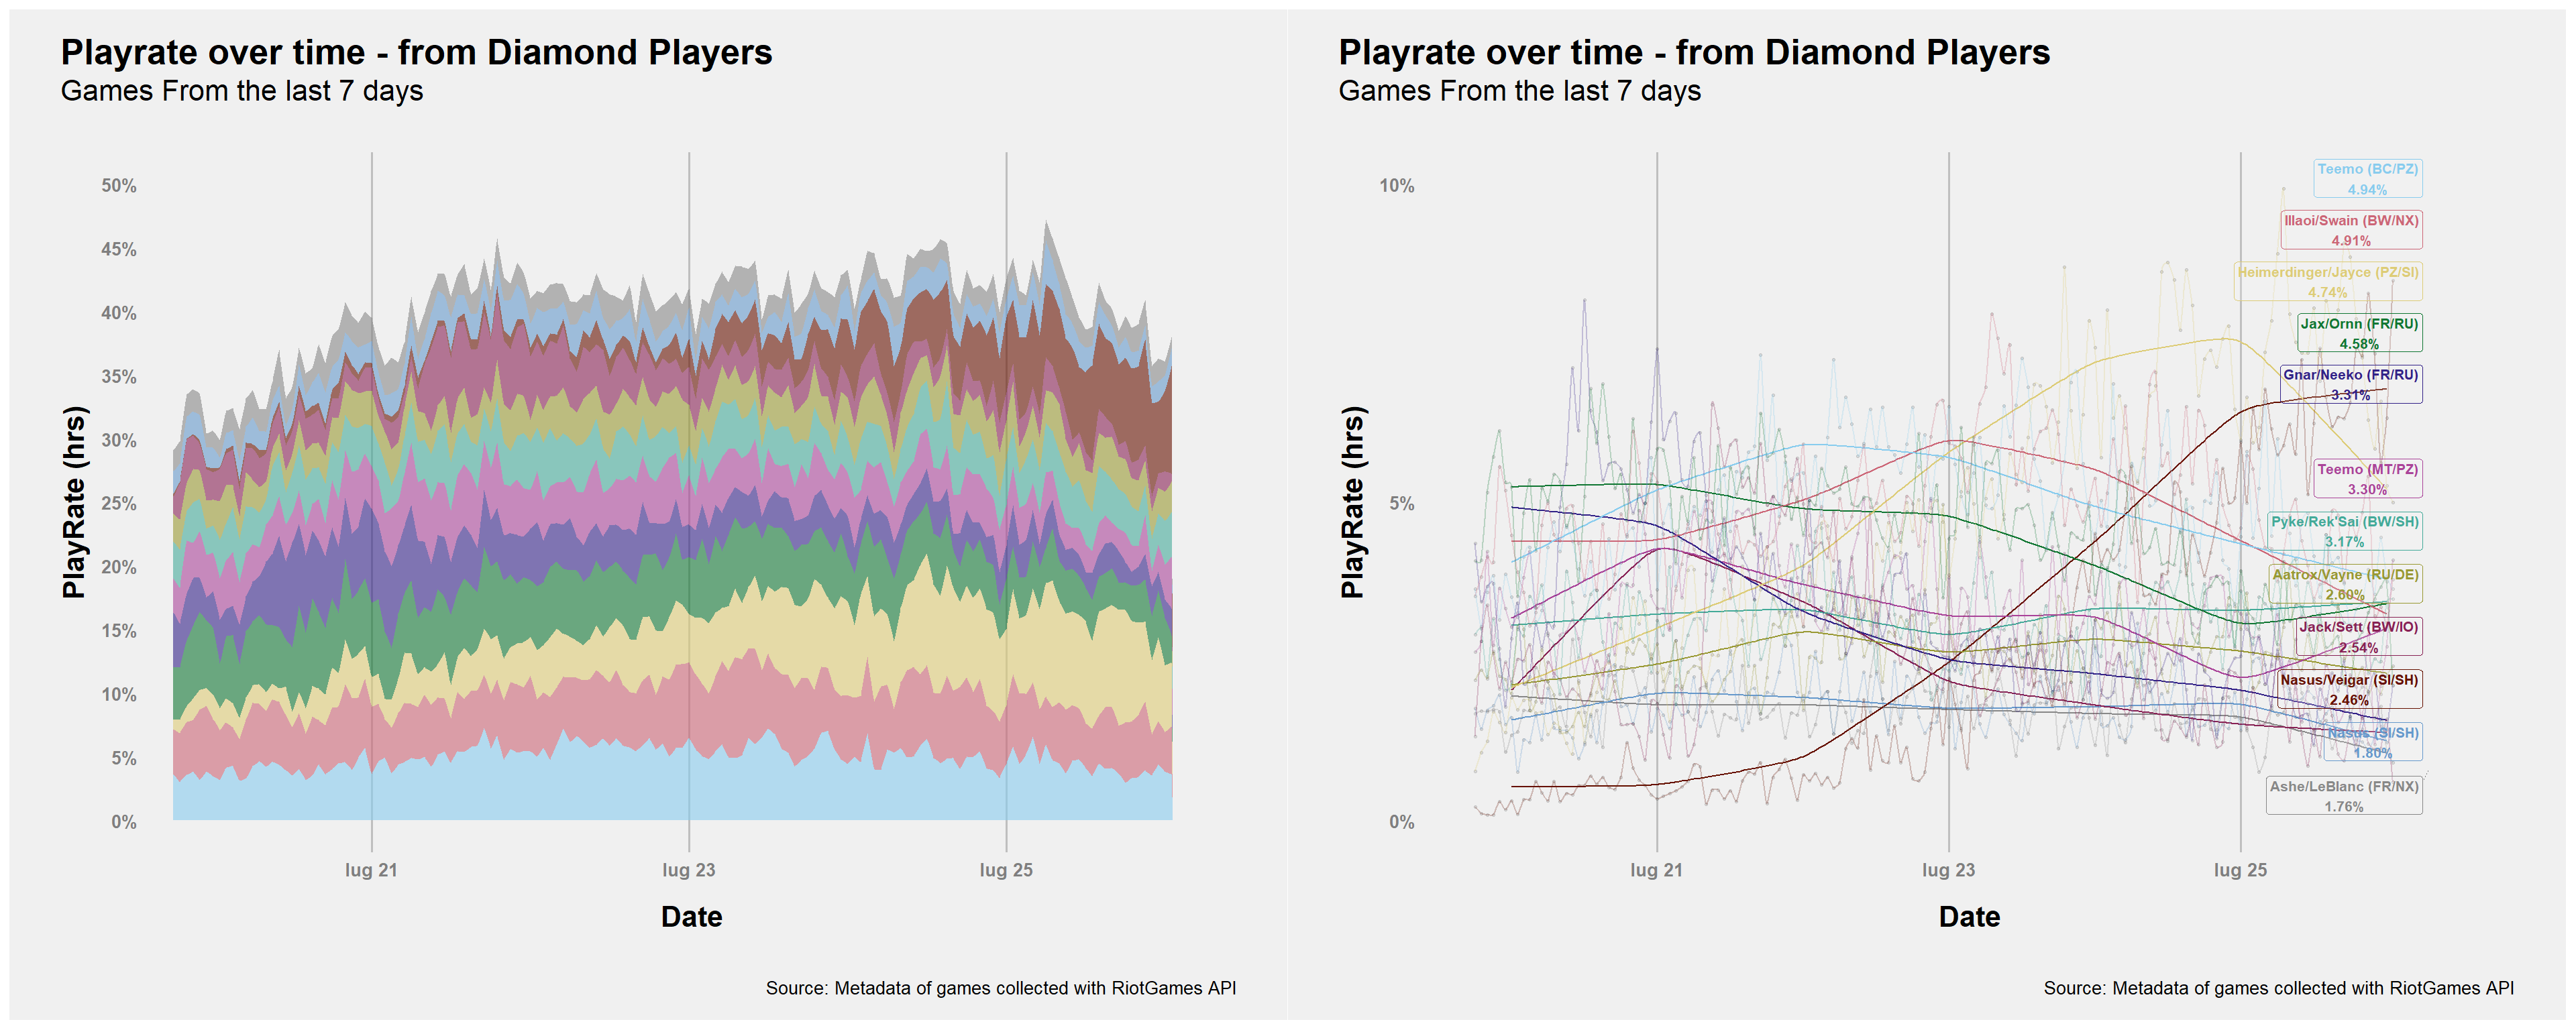 Playrate over time - from Diamond Players
Games From the last 7 days
50%
45%
40%
35%
30%
25%
20%
15%
10%
5%
0%
PlayRate (hrs)
lug 21
lug 23
lug 25
Date
Source: Metadata of games collected with RiotGames API
Playrate over time - from Diamond Players
Games From the last 7 days
10%
5%
0%
PlayRate (hrs)
Teemo (BC/PZ)
4.94%
Illaoi/Swain (BW/NX)
4.91%
Heimerdinger/Jayce (PZ/SI)
4.74%
Jax/Ornn (FR/RU)
4.58%
Gnar/Neeko (FR/RU)
3.31%
Teemo (MT/PZ)
3.30%
Pyke/Rek'Sai (BW/SH)
3.17%
Aatrox/Vayne (RU/DE)
2.60%
Jack/Sett (BW/IO)
2.54%
Nasus/Veigar (SI/SH)
2.46%
Nasus (SI/SH)
1.80%
Ashe/LeBlanc (FR/NX)
1.76%
lug 21
lug 23
lug 25
Date
Source: Metadata of games collected with RiotGames API